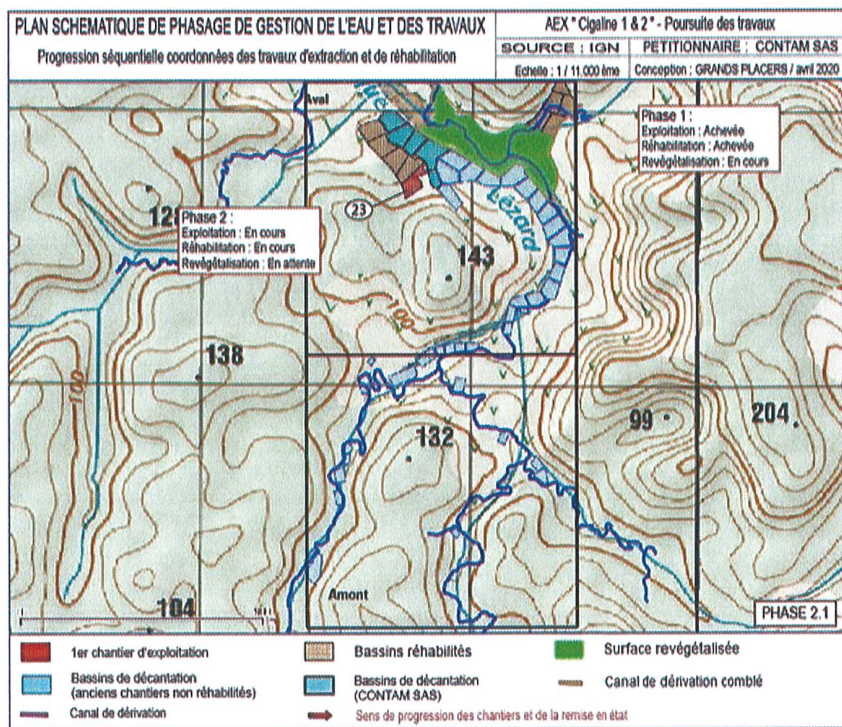 PLAN SCHEMATIQUE DE PHASAGE DE GESTION DE L'EAU ET DES TRAVAUX
Progression séquentielle coordonnées des travaux d'extraction et de réhabilitation
AEX " Cigaline 1 & 2" - Poursuite des travaux
SOURCE : IGN
PETITIONNAIRE : CONTAM SAS
Echelle : 1 / 11.000 ème
Conception : GRANDS PLACERS / avril 2020
Aval
Phase 1 :
Exploitation : Achevée
Réhabilitation : Achevée
Revégétalisation : En cours
23
Lézard
Phase 2 :
Exploitation : En cours
Réhabilitation : En cours
Revégétalisation : En attente
143
100
138
100
132
99
204
Amont
104
PHASE 2.1
1er chantier d'exploitation
Bassins réhabilités
Surface revégétalisée
Bassins de décantation
(anciens chantiers non réhabilités)
Bassins de décantation
(CONTAM SAS)
Canal de dérivation comblé
Canal de dérivation
Sens de progression des chantiers et de la remise en état